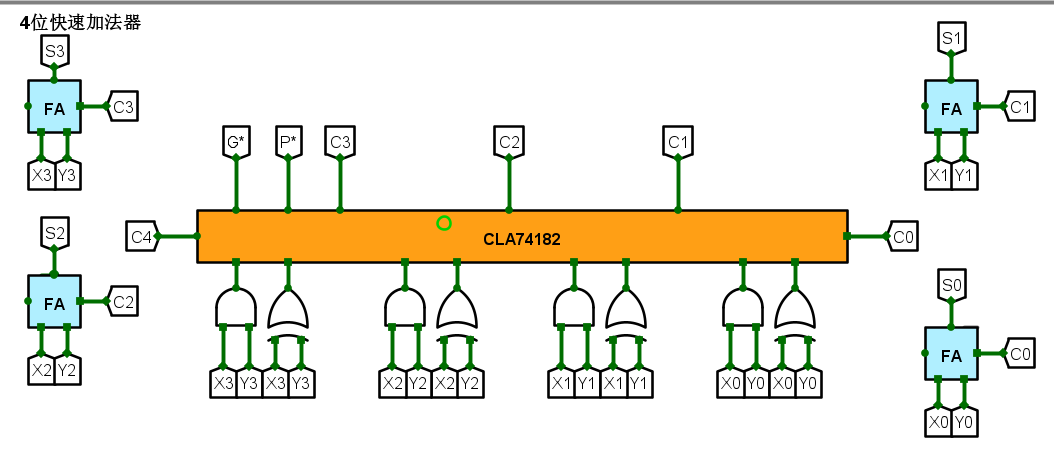 4位快速加法器
S3
S1
FA
C3
FA
C1
G*
P*
C3
C2
C1
X3
Y3
X1
Y1
S2
C4
CLA74182
C0
FA
C2
S0
FA
C0
X2
Y2
X3
Y3
X3
Y3
X2
Y2
X2
Y2
X1
Y1
X1
Y1
X0
Y0
X0
Y0
X0
Y0